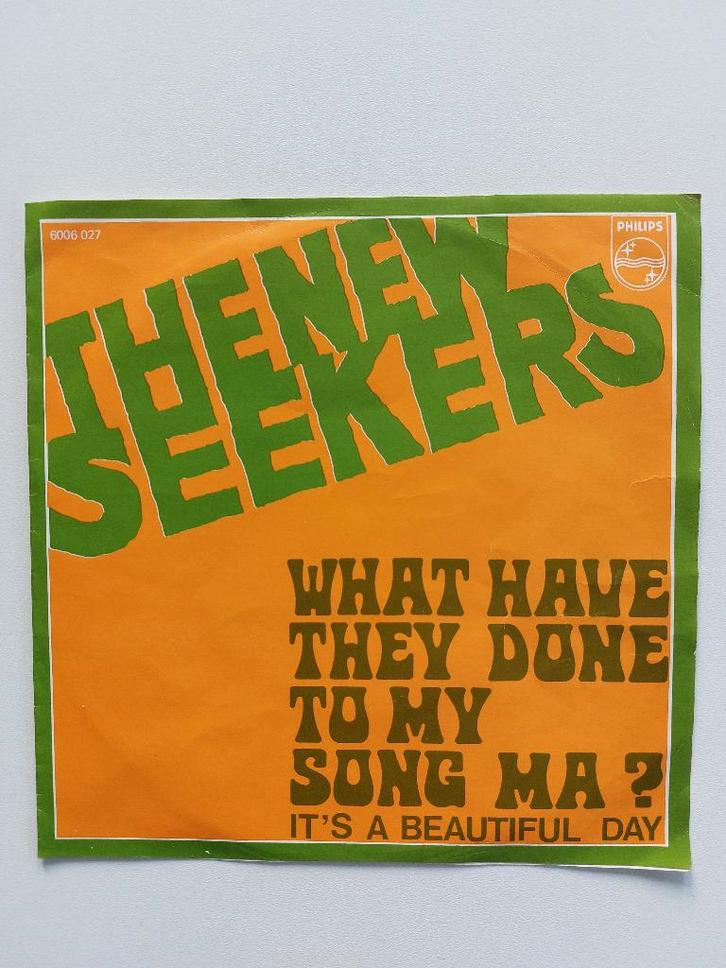 6006 027
PHILIPS
THE NEW
SEEKERS
WHAT HAVE
THEY DONE
TO MY
SONG MA ?
IT'S A BEAUTIFUL DAY